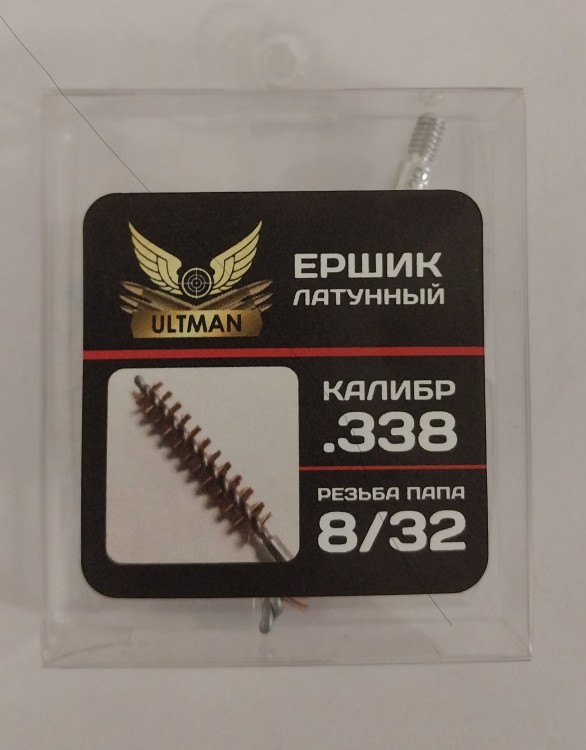 ULTMAN
ЕРШИК
ЛАТУННЫЙ
КАЛИБР
.338
РЕЗЬБА ПАПА
8/32